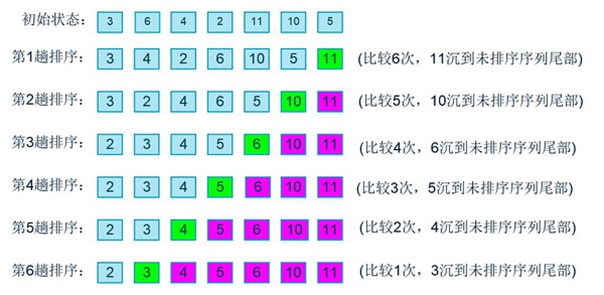 初始状态： 3 6 4 2 11 10 5
第1趟排序： 3 4 2 6 10 5 11 (比较6次，11沉到未排序序列尾部)
第2趟排序： 3 2 4 6 5 10 11 (比较5次，10沉到未排序序列尾部)
第3趟排序： 2 3 4 5 6 10 11 (比较4次，6沉到未排序序列尾部)
第4趟排序： 2 3 4 5 6 10 11 (比较3次，5沉到未排序序列尾部)
第5趟排序： 2 3 4 5 6 10 11 (比较2次，4沉到未排序序列尾部)
第6趟排序： 2 3 4 5 6 10 11 (比较1次，3沉到未排序序列尾部)